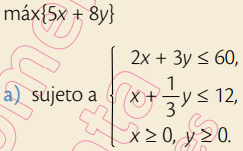 máx{5x + 8y}
a) sujeto a { 2x + 3y ≤ 60,
x + 1/3 y ≤ 12,
x ≥ 0, y ≥ 0.